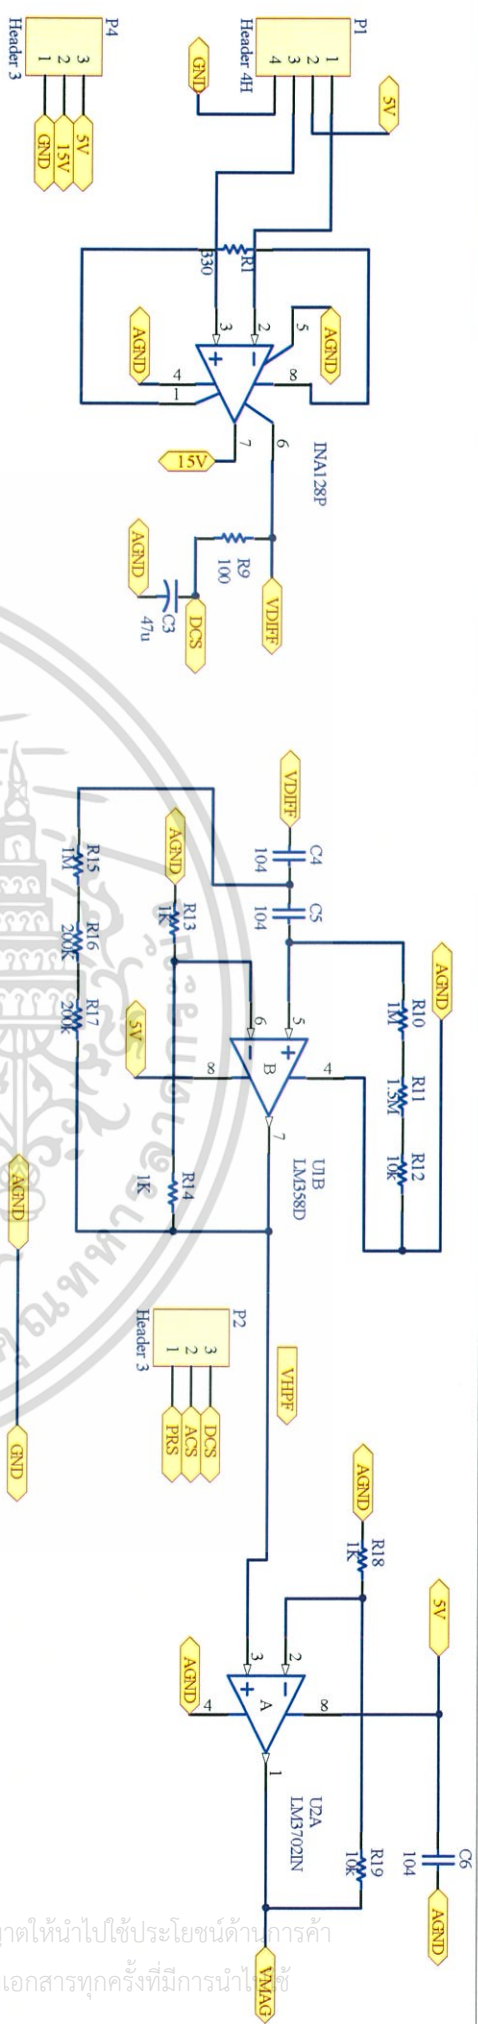 P1
Header 4H
1
2
3
4
5V
GND
P4
Header 3
3
2
1
5V
15V
GND
R1
330
AGND
5
2
3
8
4
1
6
7
AGND
15V
INA128P
R9
100
VDIFF
DCS
C3
47u
AGND
VDIFF
C4
104
C5
104
AGND
R10
1M
R11
1.5M
R12
10k
AGND
R13
1K
5
6
B
4
8
7
5V
U1B
LM358D
R14
1K
R15
1M
R16
200K
R17
200k
AGND
GND
P2
Header 3
3
2
1
DCS
ACS
PRS
VHPF
AGND
R18
1K
5V
2
3
A
8
4
1
AGND
U2A
LM3702IN
R19
10k
C6
104
AGND
VMAG